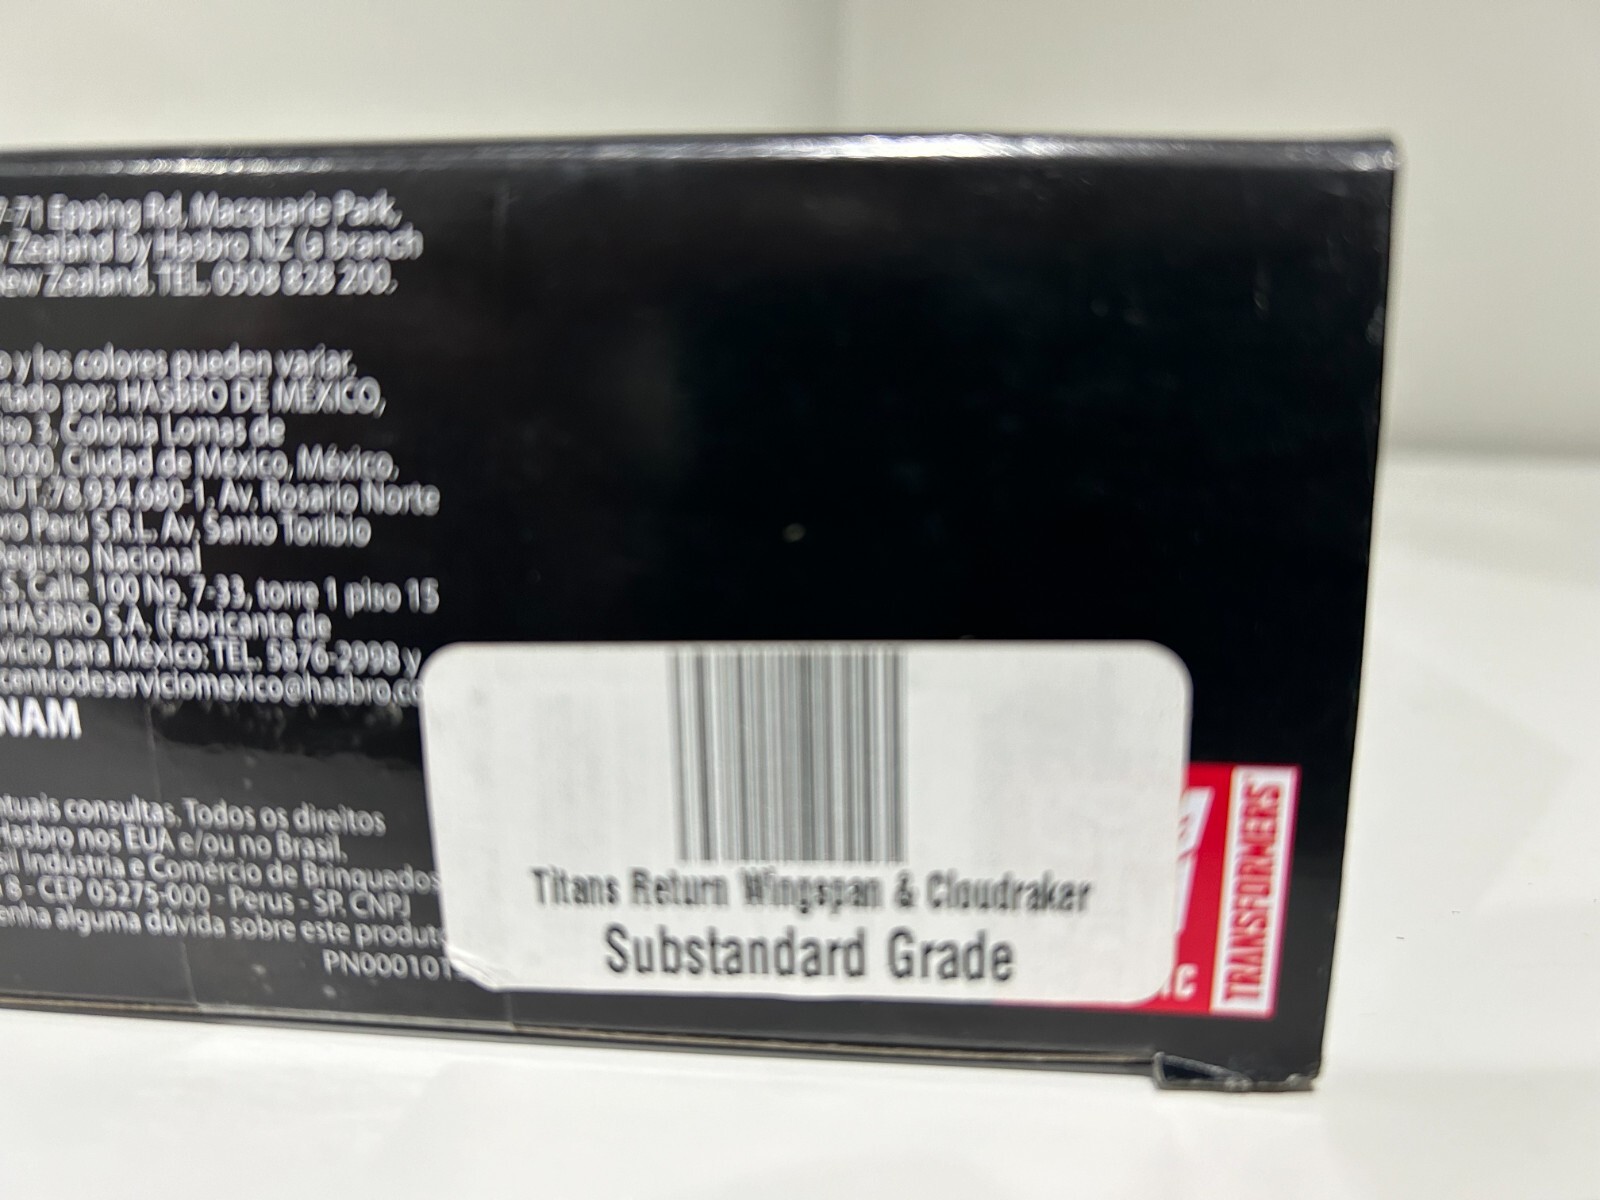 7-71 Epping Rd, Macquarie Park,
Zealand by Hasbro NZ (a branch
New Zealand. TEL. 0508 828 200.
o y los colores pueden variar.
tado por: HASBRO DE MÉXICO,
iso 3, Colonia Lomas de
000, Ciudad de México, México.
RUT. 78.934.680-1, Av. Rosario Norte
ro Perú S.R.L. Av. Santo Toribio
Registro Nacional
.S. Calle 100 No. 7-33, torre 1 piso 15
HASBRO S.A. (Fabricante de
vicio para México: TEL. 5876-2998 y
centrodeserviciomexico@hasbro.co
NAM
ntuais consultas. Todos os direitos
Hasbro nos EUA e/ou no Brasil.
sil Indústria e Comércio de Brinquedos
8 - CEP 05275-000 - Perus - SP. CNPJ
enha alguma dúvida sobre este produto
PN000101
Titans Return Wingspan & Cloudraker
Substandard Grade
TRANSFORMERS